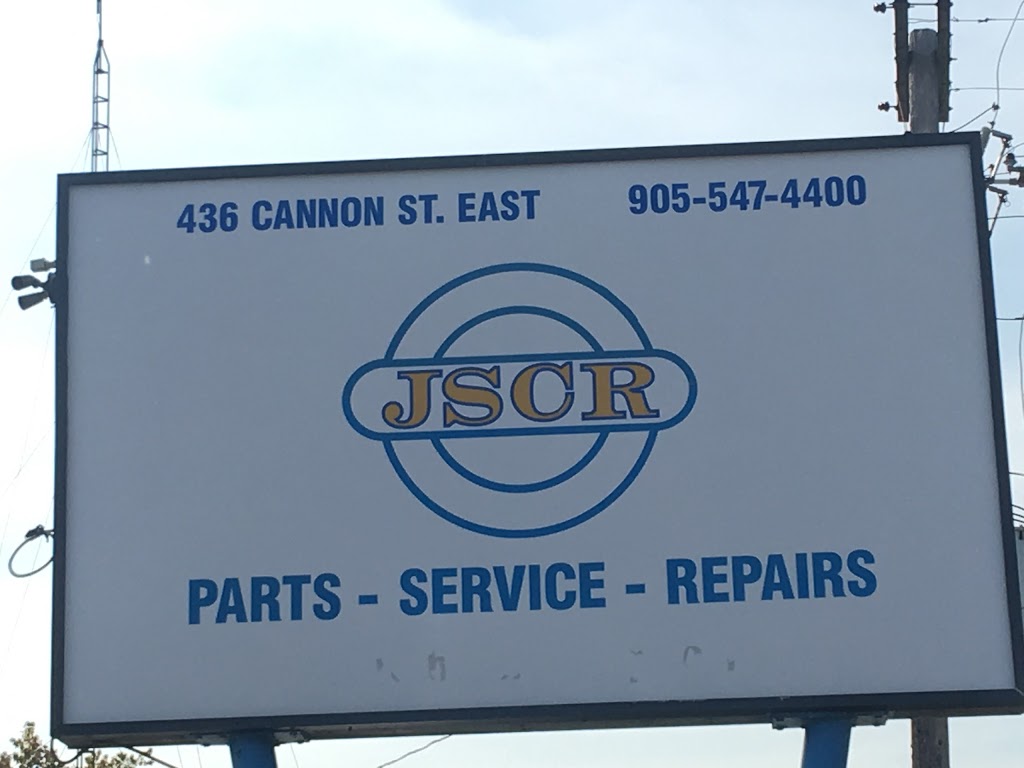 436 CANNON ST. EAST 905-547-4400
JSCR
PARTS - SERVICE - REPAIRS